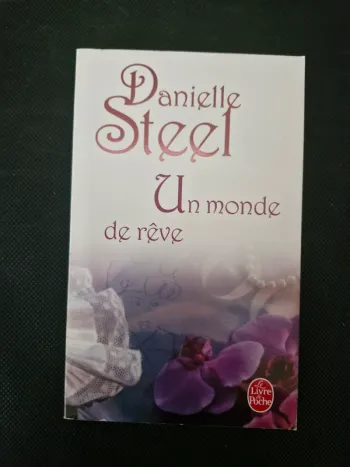 Danielle
Steel
Un monde
de rêve
Le
Livre
de
Poche